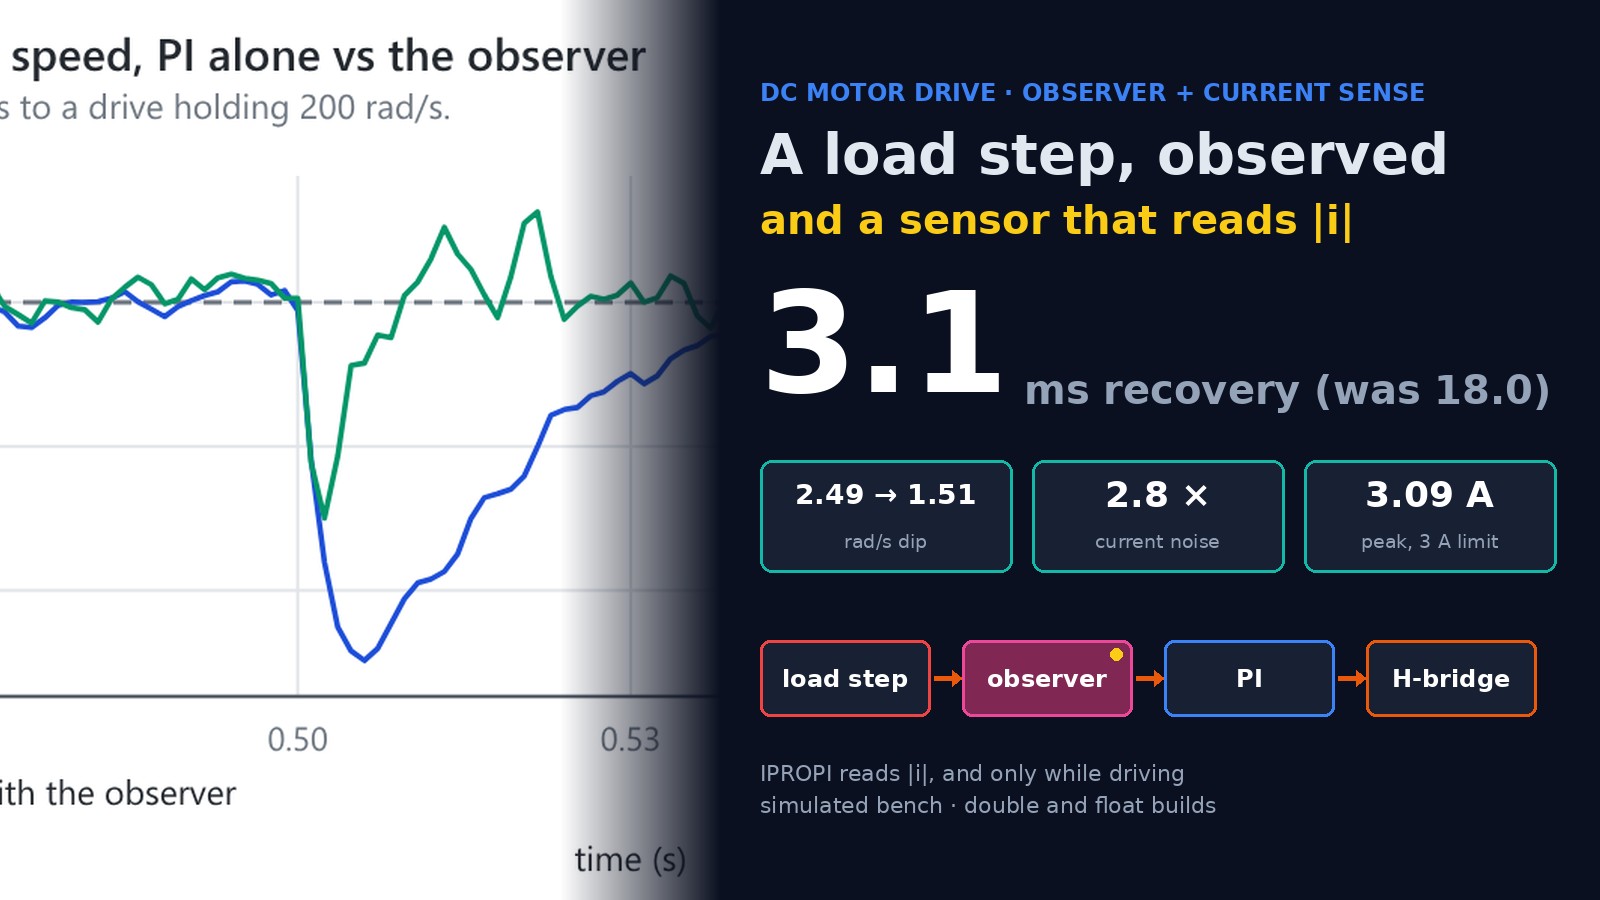 speed, PI alone vs the observer
s to a drive holding 200 rad/s.
0.50
0.53
ith the observer
time (s)
DC MOTOR DRIVE · OBSERVER + CURRENT SENSE
A load step, observed
and a sensor that reads |i|
3.1 ms recovery (was 18.0)
2.49 → 1.51
rad/s dip
2.8 ×
current noise
3.09 A
peak, 3 A limit
load step
observer
PI
H-bridge
IPROPI reads |i|, and only while driving
simulated bench · double and float builds